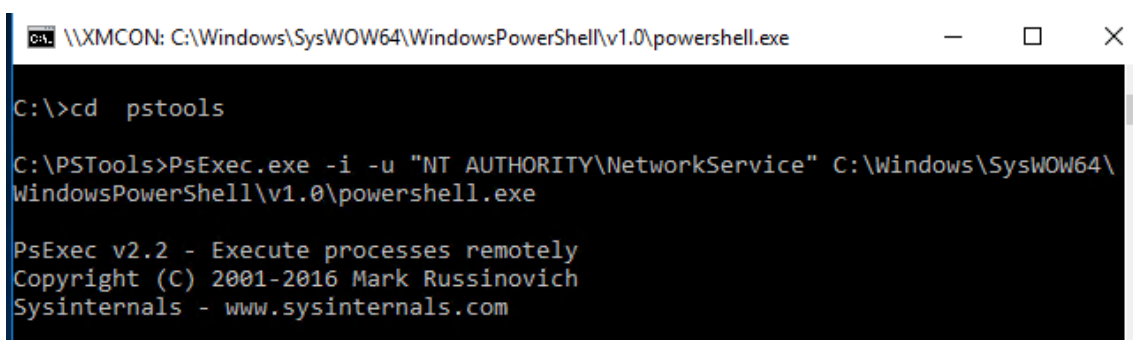 \\XMCON: C:\Windows\SysWOW64\WindowsPowerShell\v1.0\powershell.exe
C:\>cd  pstools
C:\PSTools>PsExec.exe -i -u "NT AUTHORITY\NetworkService" C:\Windows\SysWOW64\
WindowsPowerShell\v1.0\powershell.exe
PsExec v2.2 - Execute processes remotely
Copyright (C) 2001-2016 Mark Russinovich
Sysinternals - www.sysinternals.com